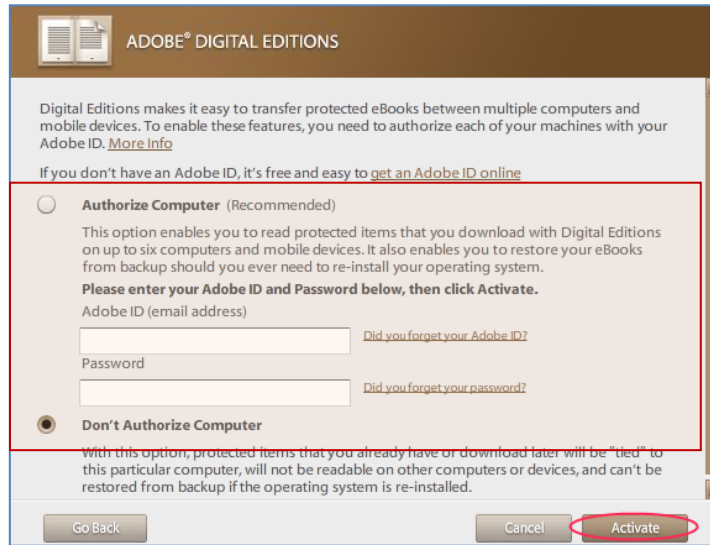 ADOBE® DIGITAL EDITIONS
Digital Editions makes it easy to transfer protected eBooks between multiple computers and
mobile devices. To enable these features, you need to authorize each of your machines with your
Adobe ID. More Info
If you don't have an Adobe ID, it's free and easy to get an Adobe ID online
Authorize Computer (Recommended)
This option enables you to read protected items that you download with Digital Editions
on up to six computers and mobile devices. It also enables you to restore your eBooks
from backup should you ever need to re-install your operating system.
Please enter your Adobe ID and Password below, then click Activate.
Adobe ID (email address)
Did you forget your Adobe ID?
Password
Did you forget your password?
Don't Authorize Computer
With this option, protected items that you already have or download later will be "tied" to
this particular computer, will not be readable on other computers or devices, and can't be
restored from backup if the operating system is re-installed.
Go Back Cancel Activate